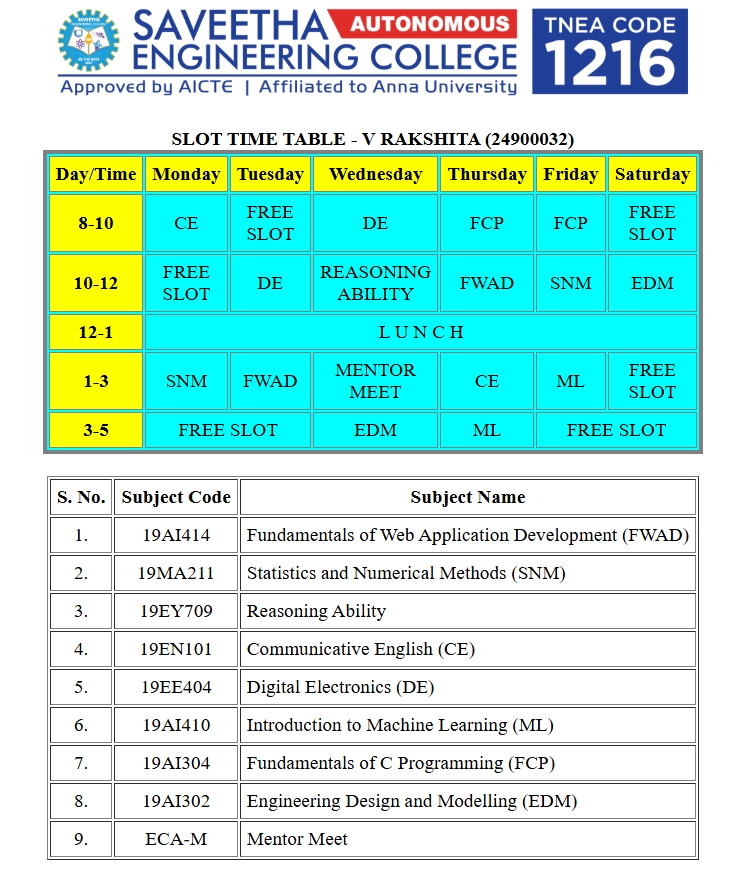 SAVEETHA AUTONOMOUS
ENGINEERING COLLEGE
Approved by AICTE | Affiliated to Anna University
TNEA CODE
1216
SAVEETHA
SLOT TIME TABLE - V RAKSHITA (24900032)
Day/Time Monday Tuesday Wednesday Thursday Friday Saturday
8-10 CE FREE SLOT DE FCP FCP FREE SLOT
10-12 FREE SLOT DE REASONING ABILITY FWAD SNM EDM
12-1 L U N C H
1-3 SNM FWAD MENTOR MEET CE ML FREE SLOT
3-5 FREE SLOT EDM ML FREE SLOT
S. No. Subject Code Subject Name
1. 19AI414 Fundamentals of Web Application Development (FWAD)
2. 19MA211 Statistics and Numerical Methods (SNM)
3. 19EY709 Reasoning Ability
4. 19EN101 Communicative English (CE)
5. 19EE404 Digital Electronics (DE)
6. 19AI410 Introduction to Machine Learning (ML)
7. 19AI304 Fundamentals of C Programming (FCP)
8. 19AI302 Engineering Design and Modelling (EDM)
9. ECA-M Mentor Meet